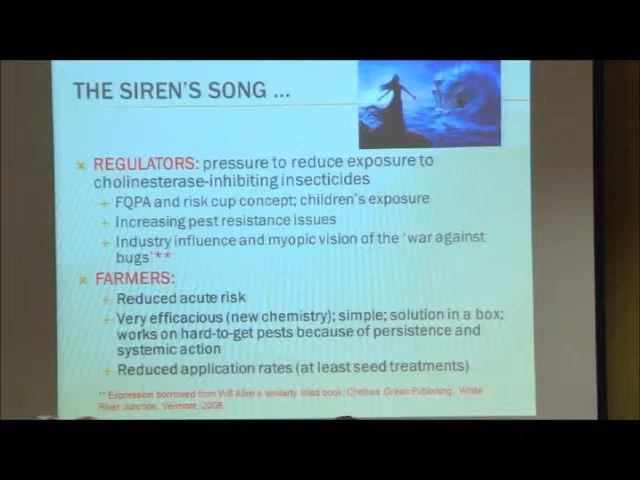 THE SIREN'S SONG ...
REGULATORS: pressure to reduce exposure to
cholinesterase-inhibiting insecticides
FQPA and risk cup concept; children's exposure
Increasing pest resistance issues
Industry influence and myopic vision of the 'war against
bugs'**
FARMERS:
Reduced acute risk
Very efficacious (new chemistry); simple; solution in a box;
works on hard-to-get pests because of persistence and
systemic action
Reduced application rates (at least seed treatments)
** Expression borrowed from Will Allen's similarly titled book, Chelsea Green Publishing, White
River Junction, Vermont, 2008.